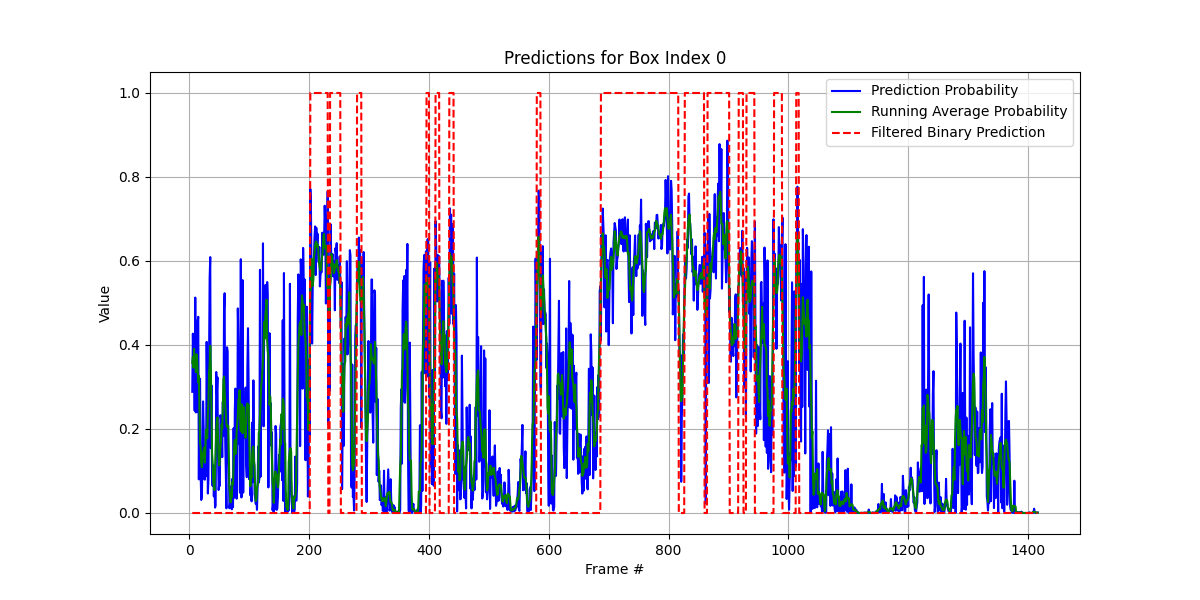 Predictions for Box Index 0
Prediction Probability
Running Average Probability
Filtered Binary Prediction
Value
1.0
0.8
0.6
0.4
0.2
0.0
0 200 400 600 800 1000 1200 1400
Frame #